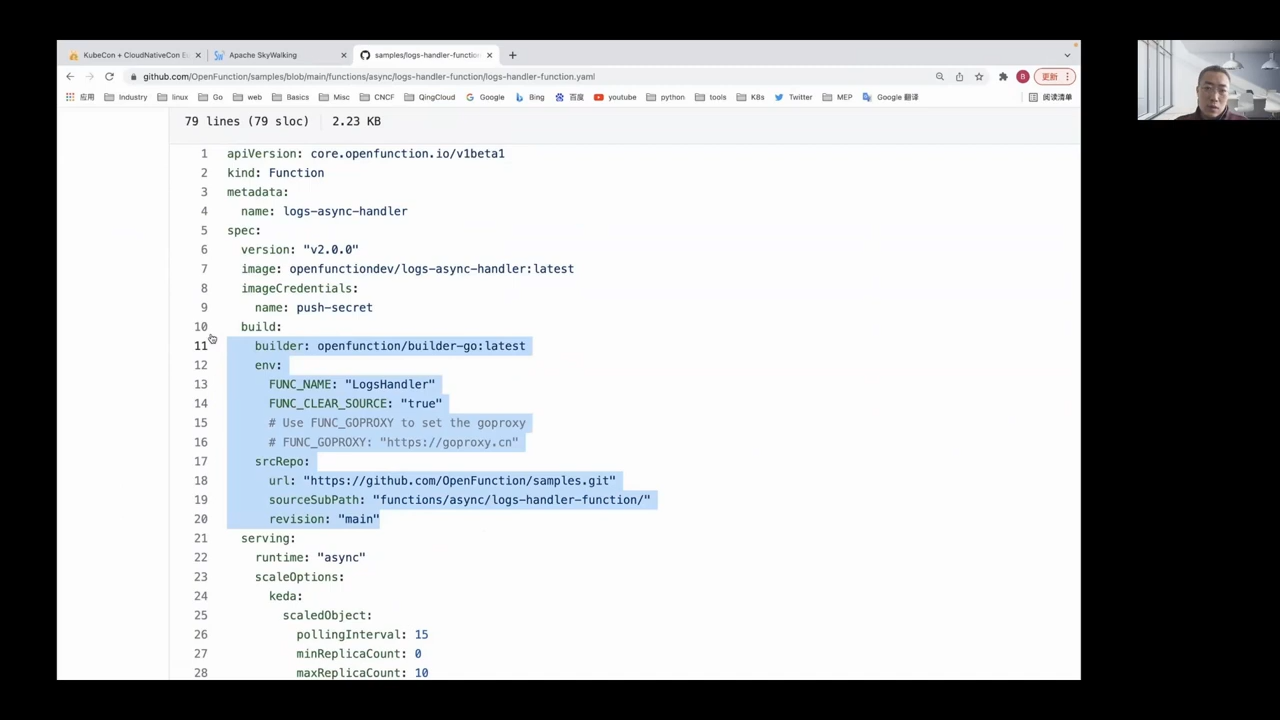 KubeCon + CloudNativeCon E
Apache SkyWalking
samples/logs-handler-function
github.com/OpenFunction/samples/blob/main/functions/async/logs-handler-function/logs-handler-function.yaml
B
更新
应用 Industry linux Go web Basics Misc CNCF QingCloud Google Bing 百度 youtube python tools K8s Twitter MEP Google 翻译 阅读清单
79 lines (79 sloc) 2.23 KB
1 apiVersion: core.openfunction.io/v1beta1
2 kind: Function
3 metadata:
4 name: logs-async-handler
5 spec:
6 version: "v2.0.0"
7 image: openfunctiondev/logs-async-handler:latest
8 imageCredentials:
9 name: push-secret
10 build:
11 builder: openfunction/builder-go:latest
12 env:
13 FUNC_NAME: "LogsHandler"
14 FUNC_CLEAR_SOURCE: "true"
15 # Use FUNC_GOPROXY to set the goproxy
16 # FUNC_GOPROXY: "https://goproxy.cn"
17 srcRepo:
18 url: "https://github.com/OpenFunction/samples.git"
19 sourceSubPath: "functions/async/logs-handler-function/"
20 revision: "main"
21 serving:
22 runtime: "async"
23 scaleOptions:
24 keda:
25 scaledObject:
26 pollingInterval: 15
27 minReplicaCount: 0
28 maxReplicaCount: 10